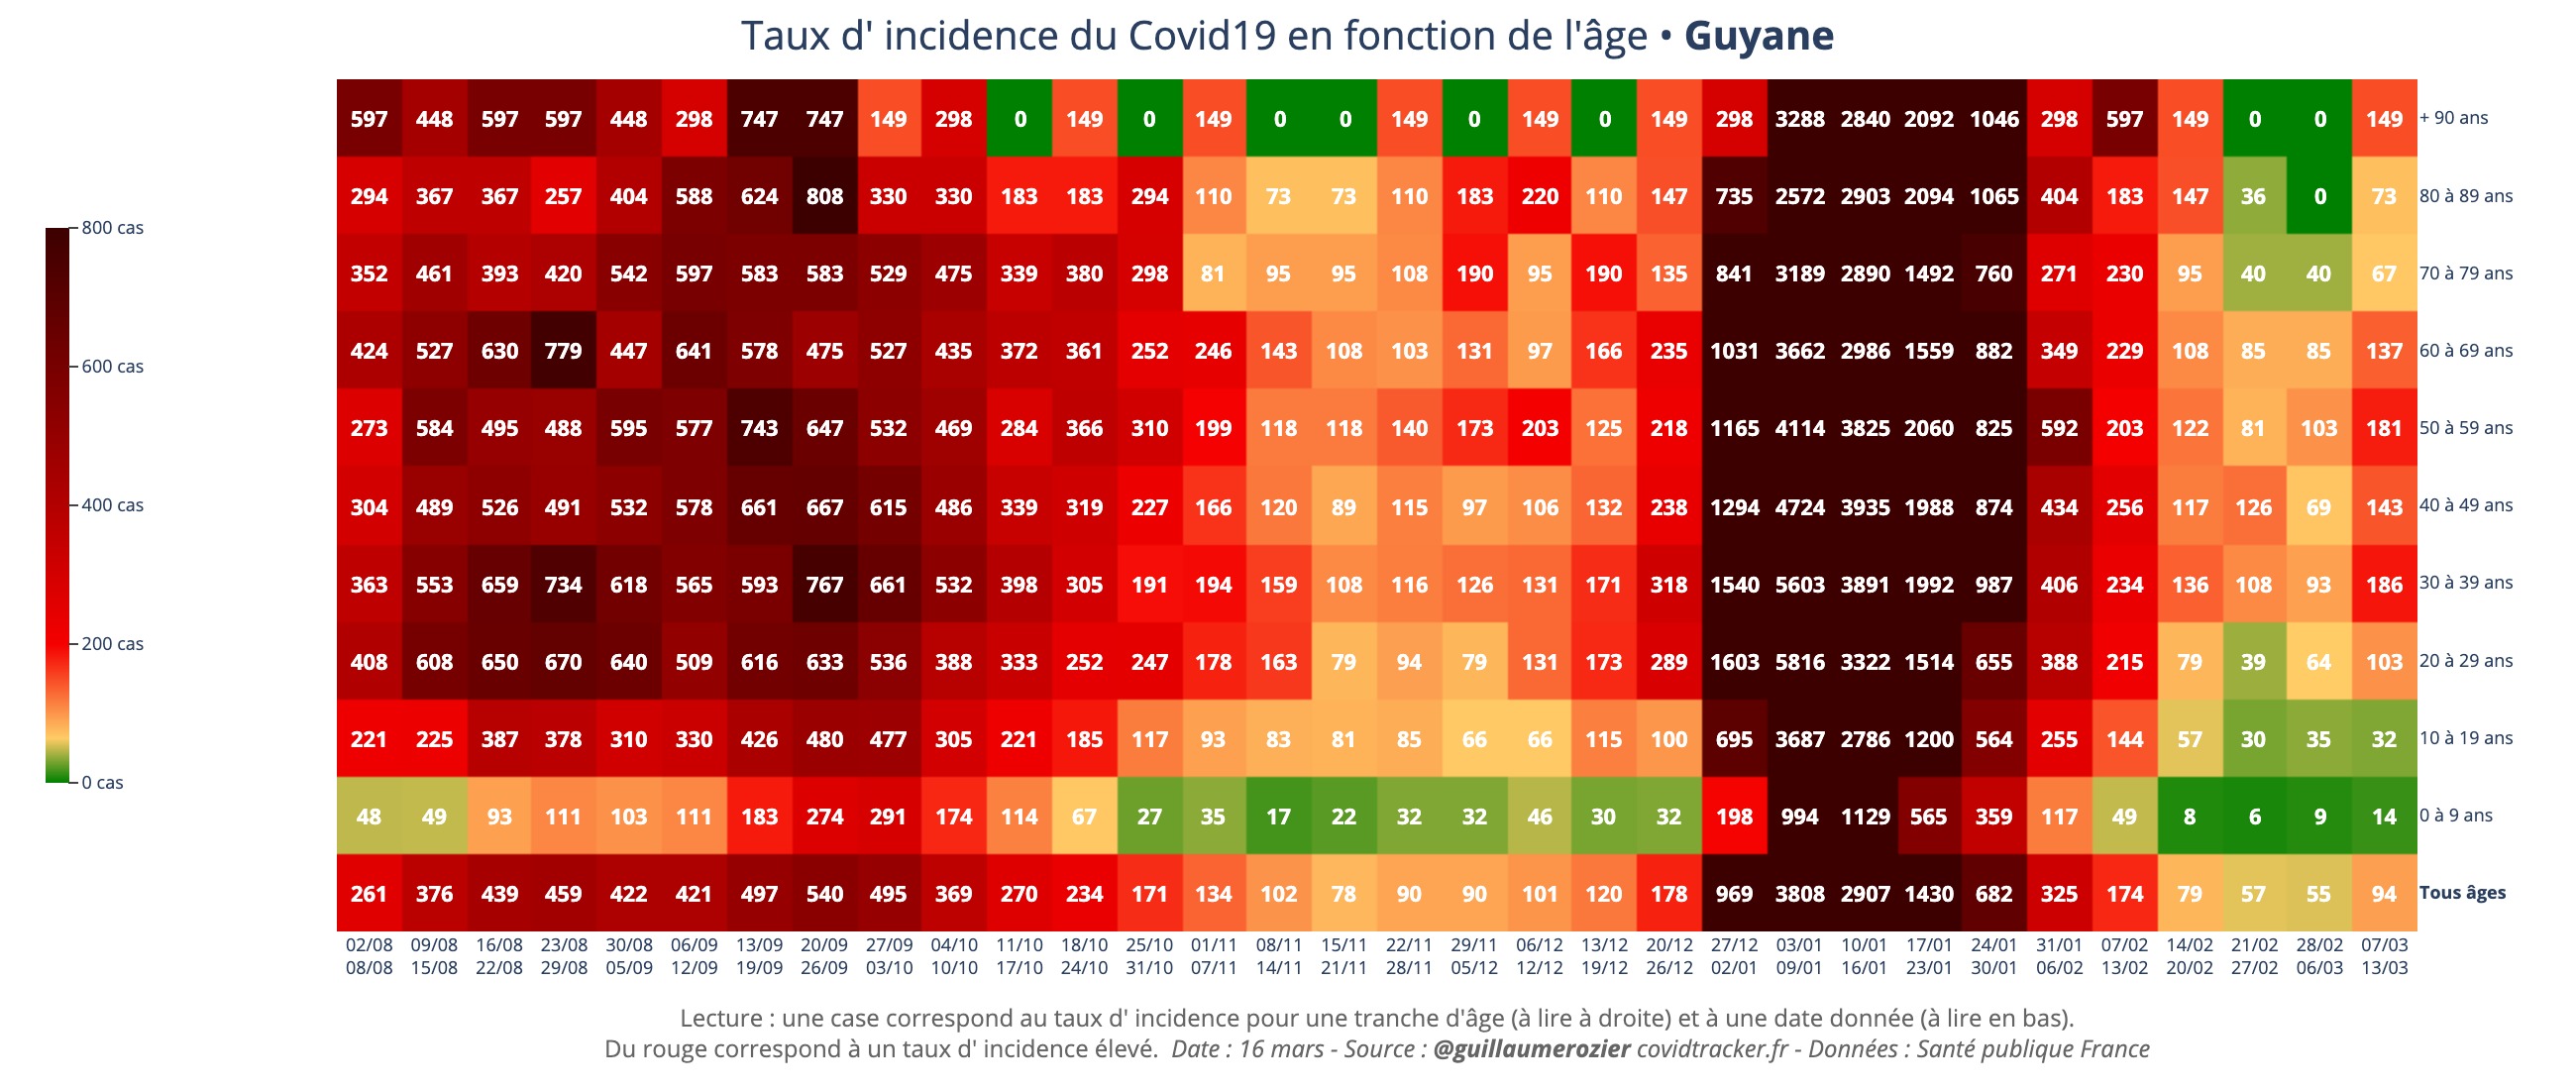 Taux d' incidence du Covid19 en fonction de l'âge • Guyane
800 cas
600 cas
400 cas
200 cas
0 cas
597 448 597 597 448 298 747 747 149 298 0 149 0 149 0 0 149 0 149 0 149 298 3288 2840 2092 1046 298 597 149 0 0 149 + 90 ans
294 367 367 257 404 588 624 808 330 330 183 183 294 110 73 73 110 183 220 110 147 735 2572 2903 2094 1065 404 183 147 36 0 73 80 à 89 ans
352 461 393 420 542 597 583 583 529 475 339 380 298 81 95 95 108 190 95 190 135 841 3189 2890 1492 760 271 230 95 40 40 67 70 à 79 ans
424 527 630 779 447 641 578 475 527 435 372 361 252 246 143 108 103 131 97 166 235 1031 3662 2986 1559 882 349 229 108 85 85 137 60 à 69 ans
273 584 495 488 595 577 743 647 532 469 284 366 310 199 118 118 140 173 203 125 218 1165 4114 3825 2060 825 592 203 122 81 103 181 50 à 59 ans
304 489 526 491 532 578 661 667 615 486 339 319 227 166 120 89 115 97 106 132 238 1294 4724 3935 1988 874 434 256 117 126 69 143 40 à 49 ans
363 553 659 734 618 565 593 767 661 532 398 305 191 194 159 108 116 126 131 171 318 1540 5603 3891 1992 987 406 234 136 108 93 186 30 à 39 ans
408 608 650 670 640 509 616 633 536 388 333 252 247 178 163 79 94 79 131 173 289 1603 5816 3322 1514 655 388 215 79 39 64 103 20 à 29 ans
221 225 387 378 310 330 426 480 477 305 221 185 117 93 83 81 85 66 66 115 100 695 3687 2786 1200 564 255 144 57 30 35 32 10 à 19 ans
48 49 93 111 103 111 183 274 291 174 114 67 27 35 17 22 32 32 46 30 32 198 994 1129 565 359 117 49 8 6 9 14 0 à 9 ans
261 376 439 459 422 421 497 540 495 369 270 234 171 134 102 78 90 90 101 120 178 969 3808 2907 1430 682 325 174 79 57 55 94 Tous âges
02/08 09/08 16/08 23/08 30/08 06/09 13/09 20/09 27/09 04/10 11/10 18/10 25/10 01/11 08/11 15/11 22/11 29/11 06/12 13/12 20/12 27/12 03/01 10/01 17/01 24/01 31/01 07/02 14/02 21/02 28/02 07/03
08/08 15/08 22/08 29/08 05/09 12/09 19/09 26/09 03/10 10/10 17/10 24/10 31/10 07/11 14/11 21/11 28/11 05/12 12/12 19/12 26/12 02/01 09/01 16/01 23/01 30/01 06/02 13/02 20/02 27/02 06/03 13/03
Lecture : une case correspond au taux d' incidence pour une tranche d'âge (à lire à droite) et à une date donnée (à lire en bas).
Du rouge correspond à un taux d' incidence élevé. Date : 16 mars - Source : @guillaumerozier covidtracker.fr - Données : Santé publique France